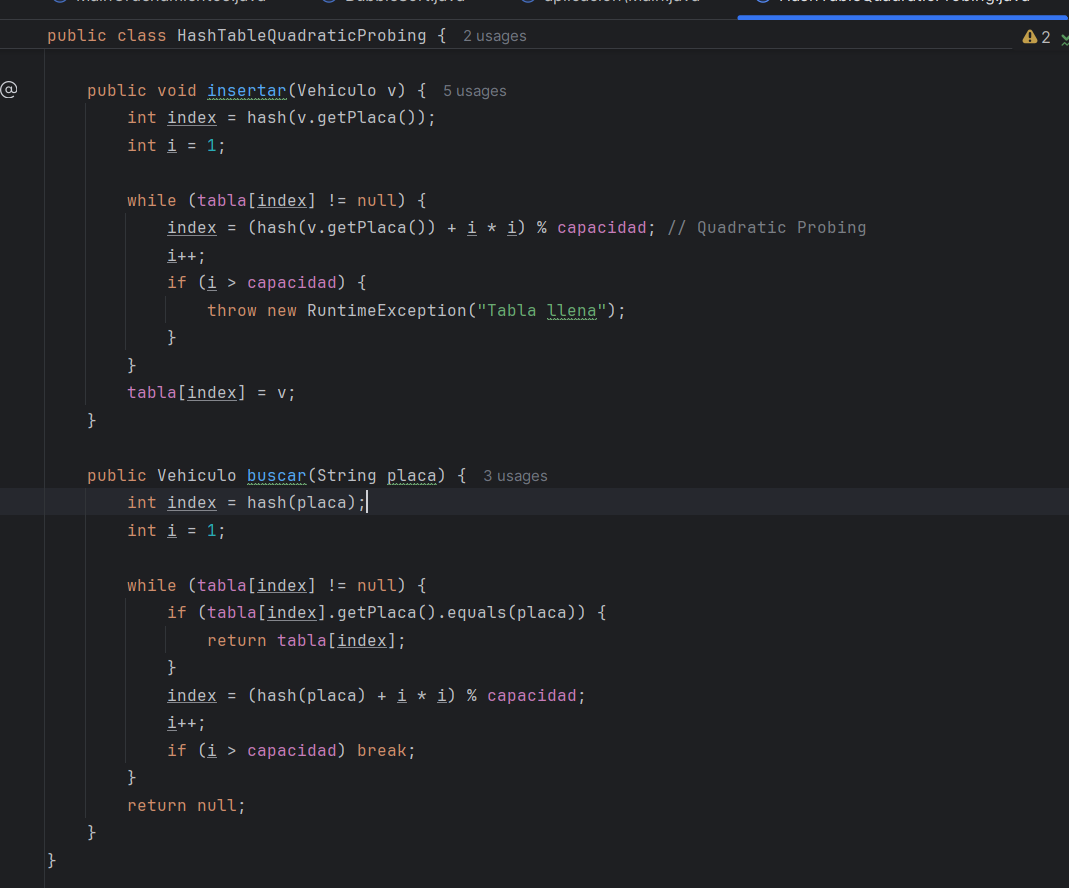 public class HashTableQuadraticProbing { 2 usages
2
@
public void insertar(Vehiculo v) { 5 usages
int index = hash(v.getPlaca());
int i = 1;
while (tabla[index] != null) {
index = (hash(v.getPlaca()) + i * i) % capacidad; // Quadratic Probing
i++;
if (i > capacidad) {
throw new RuntimeException("Tabla llena");
}
}
tabla[index] = v;
}
public Vehiculo buscar(String placa) { 3 usages
int index = hash(placa);
int i = 1;
while (tabla[index] != null) {
if (tabla[index].getPlaca().equals(placa)) {
return tabla[index];
}
index = (hash(placa) + i * i) % capacidad;
i++;
if (i > capacidad) break;
}
return null;
}
}